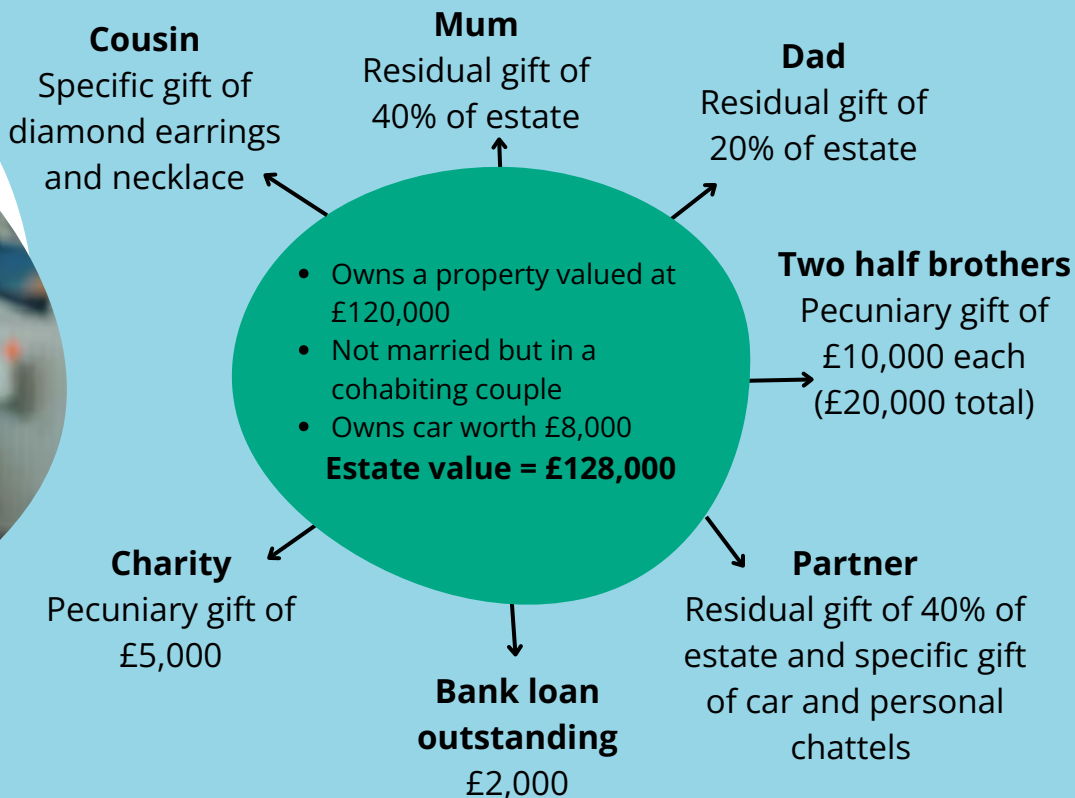 Cousin
Specific gift of
diamond earrings
and necklace
Mum
Residual gift of
40% of estate
Dad
Residual gift of
20% of estate
Two half brothers
Pecuniary gift of
£10,000 each
(£20,000 total)
• Owns a property valued at
£120,000
• Not married but in a
cohabiting couple
• Owns car worth £8,000
Estate value = £128,000
Charity
Pecuniary gift of
£5,000
Bank loan
outstanding
£2,000
Partner
Residual gift of 40% of
estate and specific gift
of car and personal
chattels